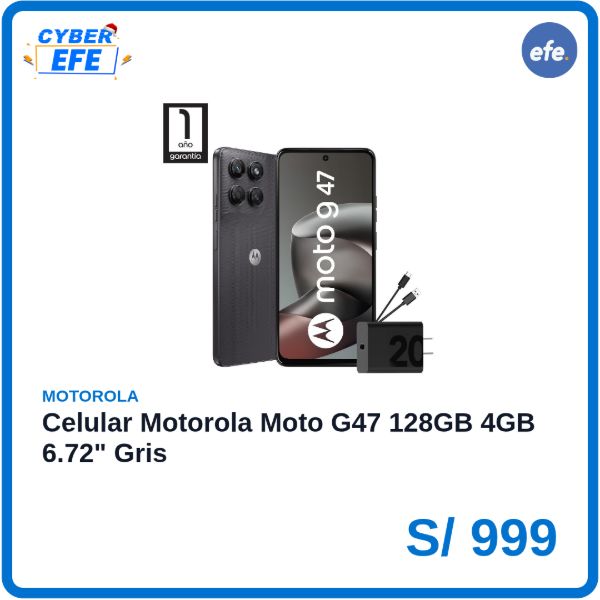 CYBER
EFE
efe.
1
año
garantía
moto g 47
20
MOTOROLA
Celular Motorola Moto G47 128GB 4GB
6.72" Gris
S/ 999